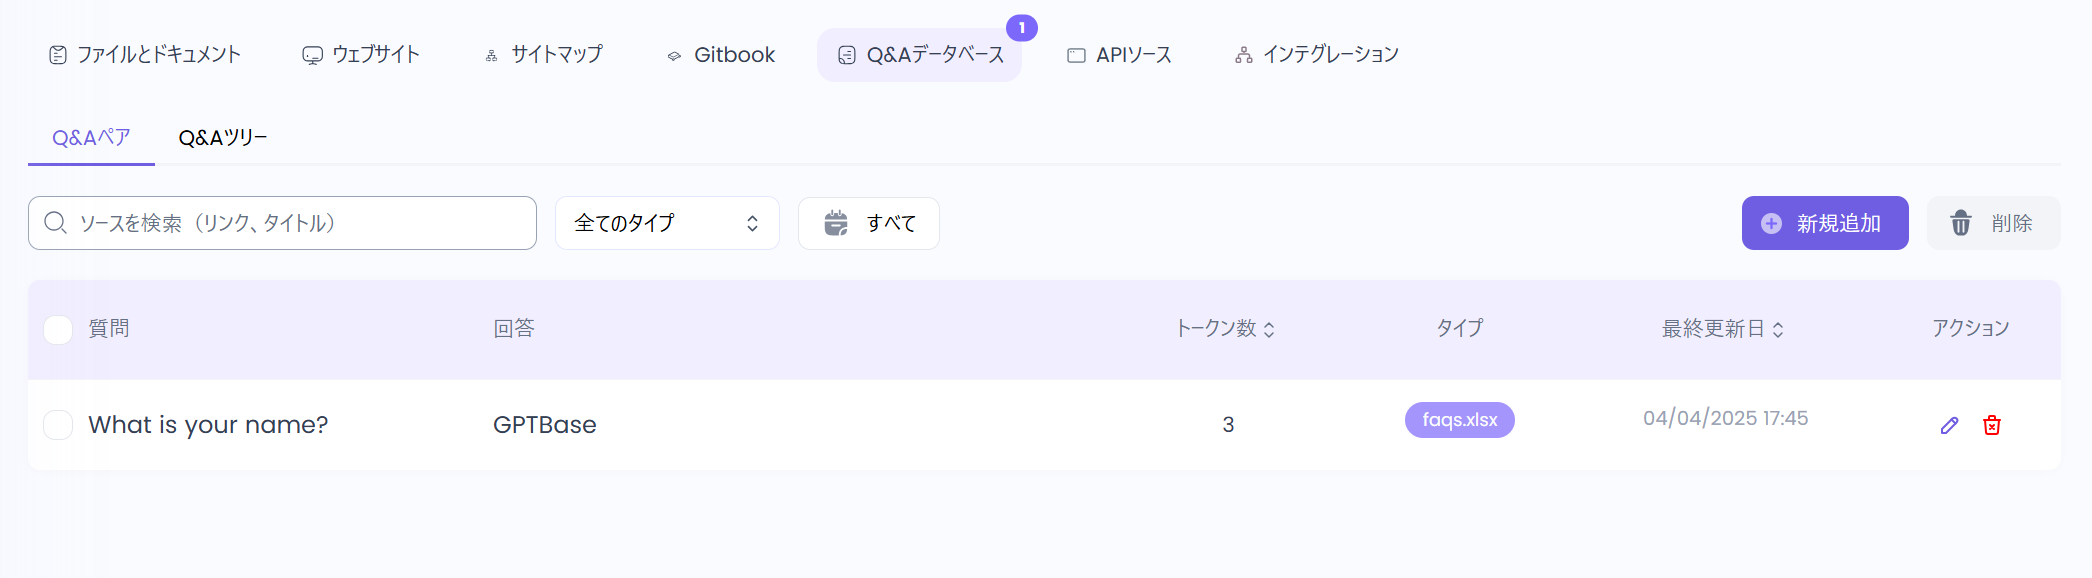 1
ファイルとドキュメント ウェブサイト サイトマップ Gitbook Q&Aデータベース APIソース インテグレーション
Q&Aペア Q&Aツリー
ソースを検索（リンク、タイトル） 全てのタイプ すべて 新規追加 削除
質問 回答 トークン数 タイプ 最終更新日 アクション
What is your name? GPTBase 3 faqs.xlsx 04/04/2025 17:45